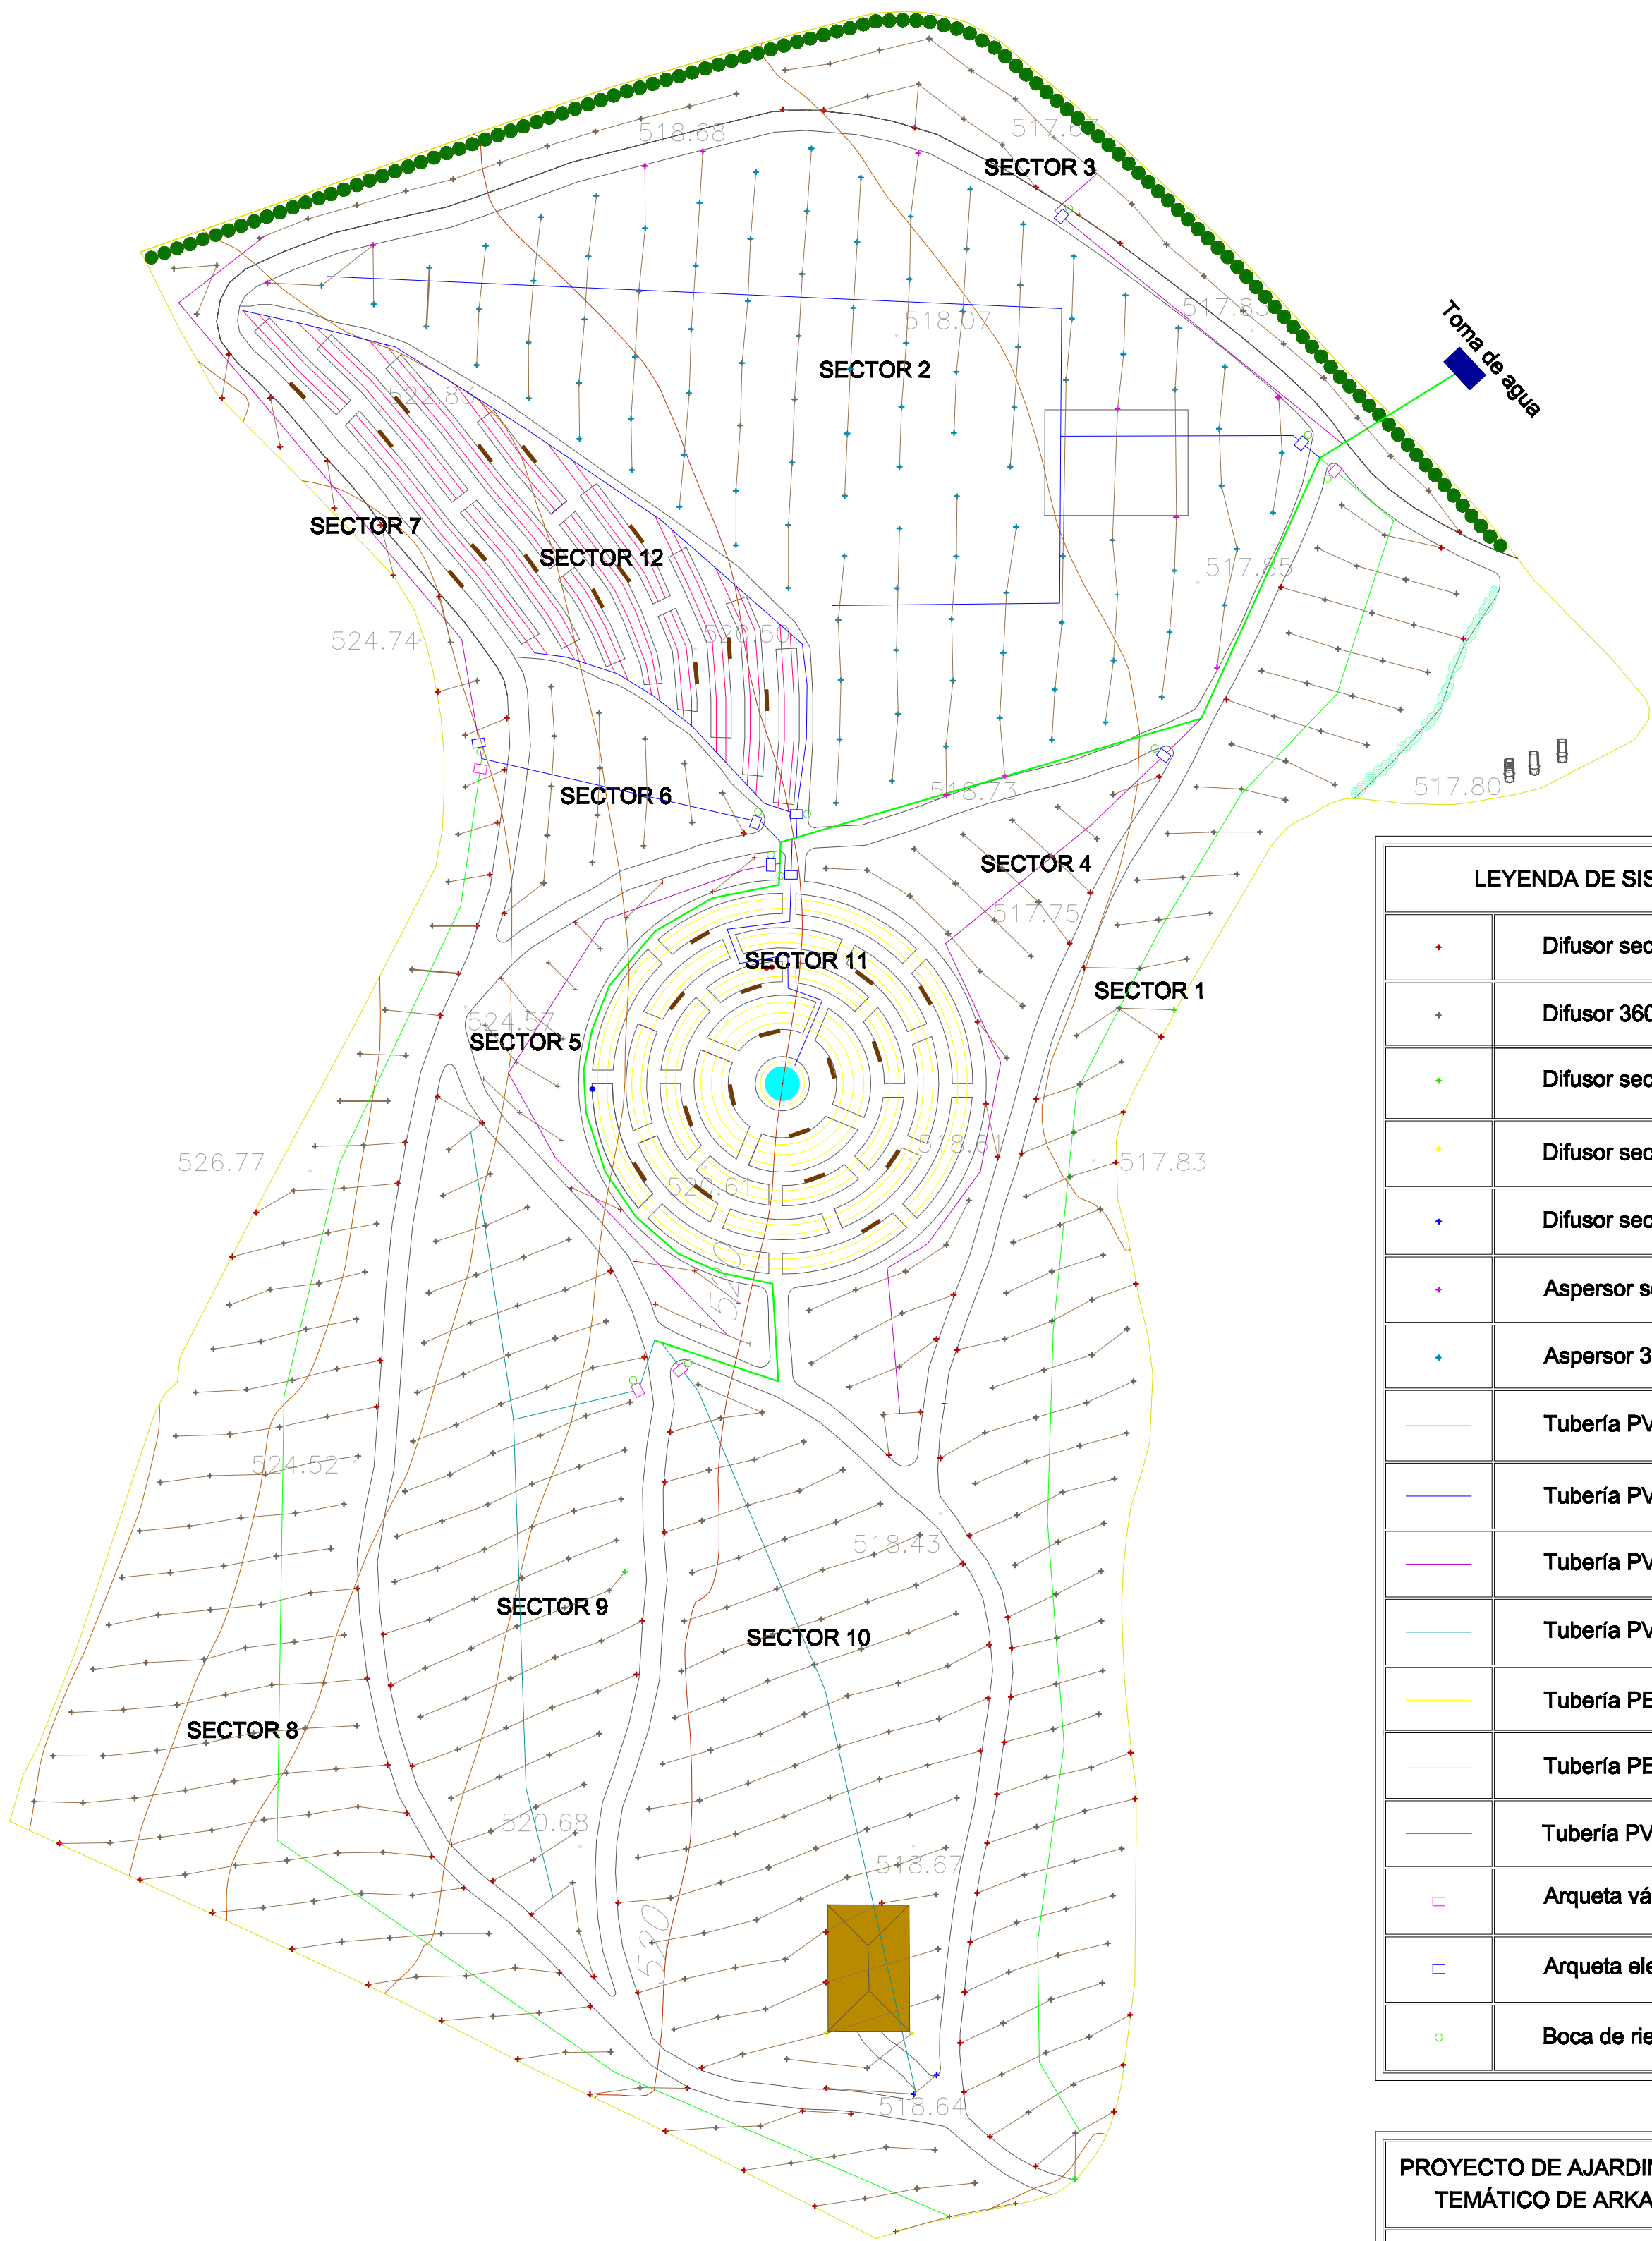 518.68
517.67
SECTOR 3
517.83
518.07
Toma de agua
SECTOR 2
522.83
SECTOR 7
SECTOR 12
517.85
524.74
520.50
SECTOR 6
518.73
517.80
SECTOR 4
517.75
SECTOR 11
SECTOR 1
524.57
SECTOR 5
518.61
517.83
526.77
520.61
520
524.52
518.43
SECTOR 9
SECTOR 10
SECTOR 8
520.68
518.67
520
518.64
LEYENDA DE SIS
Difusor sec
Difusor 360
Difusor sec
Difusor sec
Difusor sec
Aspersor se
Aspersor 3
Tubería PV
Tubería PV
Tubería PV
Tubería PV
Tubería PE
Tubería PE
Tubería PV
Arqueta vá
Arqueta ele
Boca de rie
PROYECTO DE AJARDIN
TEMÁTICO DE ARKA